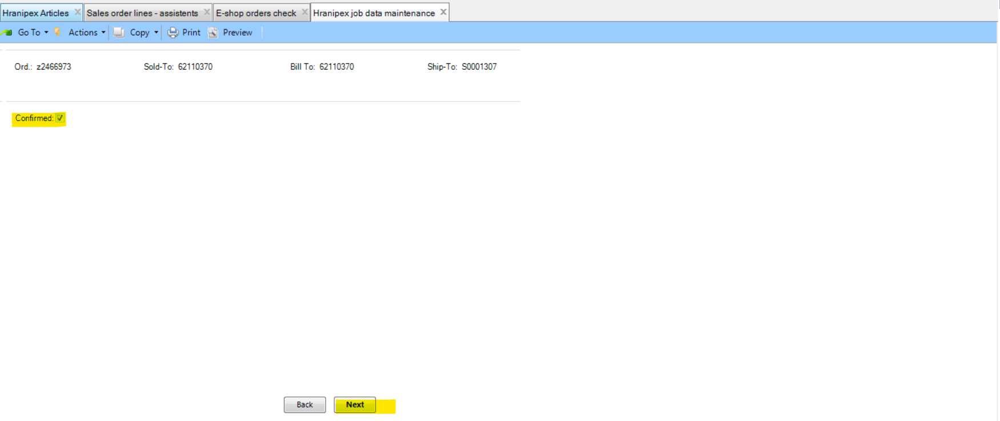 Hranipex Articles Sales order lines - assistents E-shop orders check Hranipex job data maintenance
Go To Actions Copy Print Preview
Ord.: z2466973 Sold-To: 62110370 Bill To: 62110370 Ship-To: S0001307
Confirmed:
Back Next